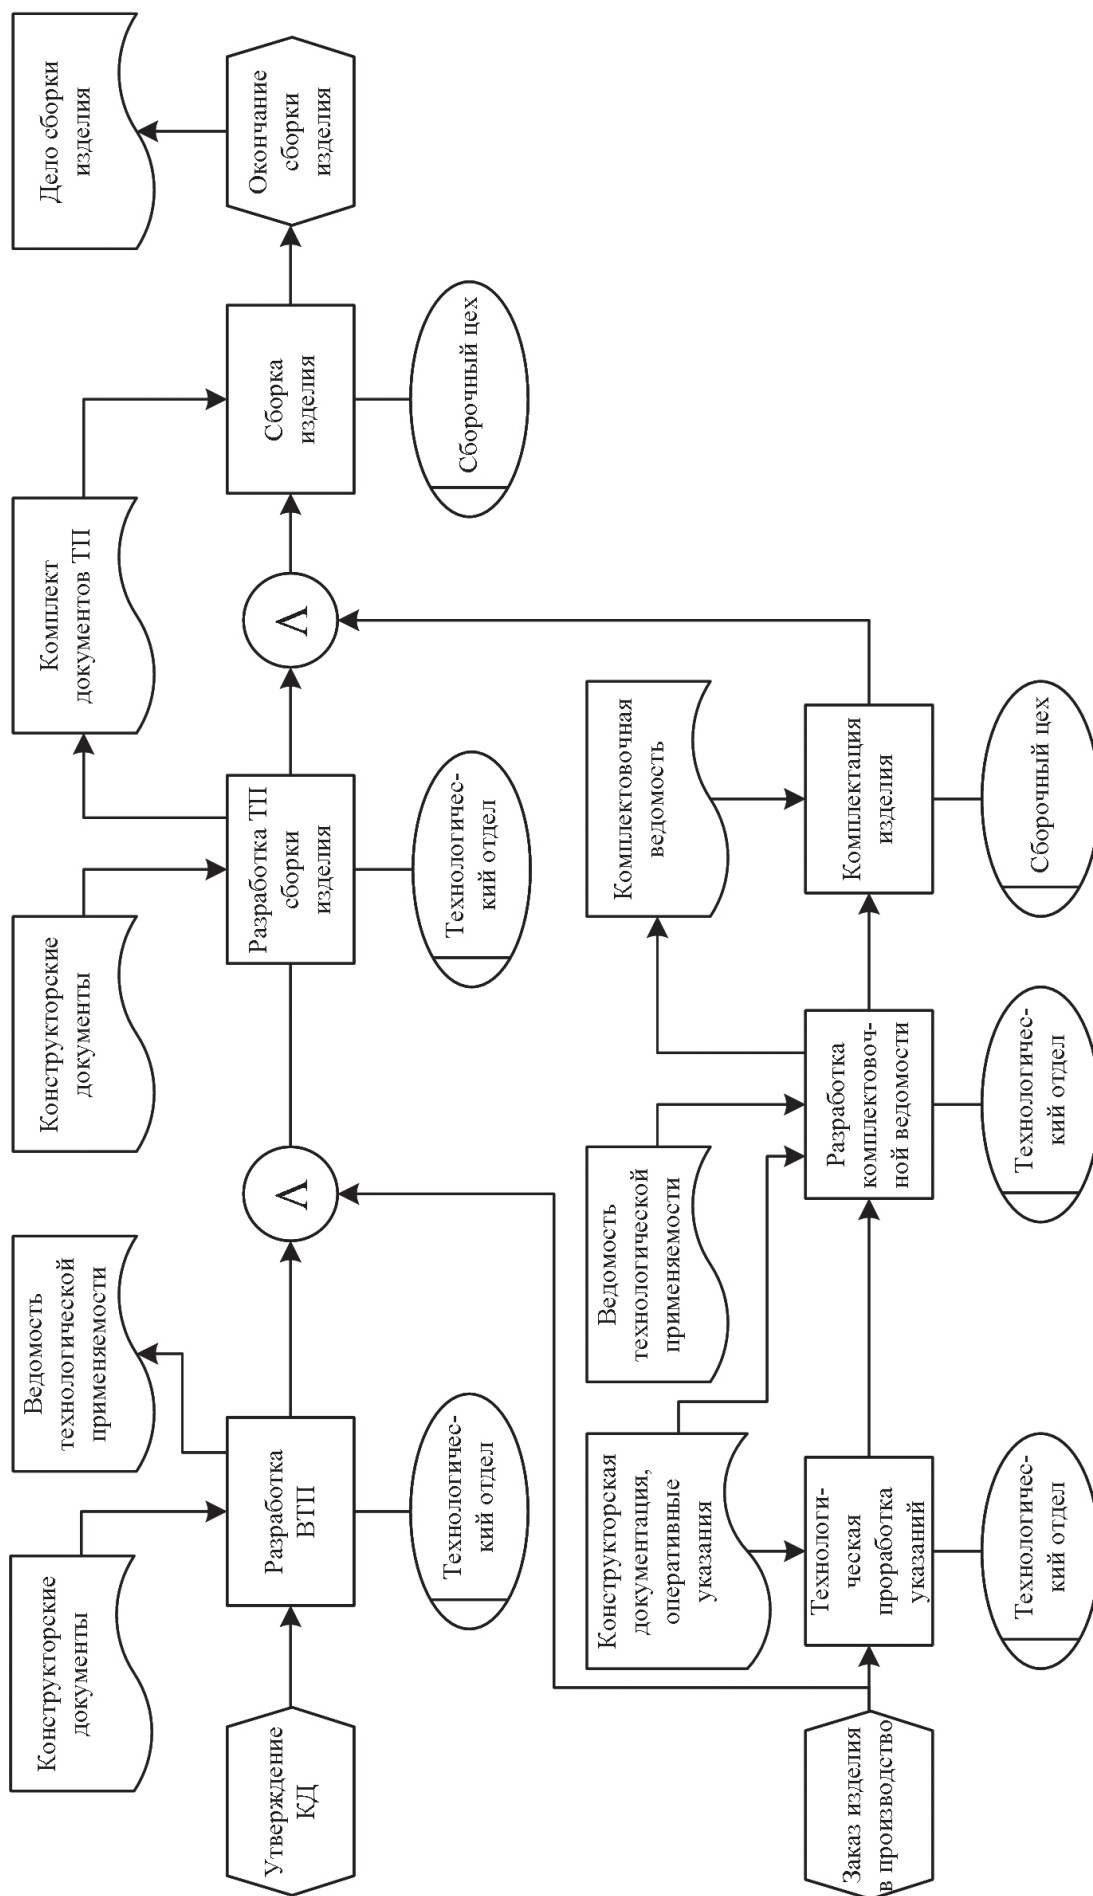 Конструкторские
документы
Ведомость
технологической
применяемости
Конструкторские
документы
Комплект
документов ТП
Дело сборки
изделия
Утверждение
КД
Разработка
ВТП
Λ
Разработка ТП
сборки
изделия
Λ
Сборка
изделия
Окончание
сборки
изделия
Технологичес-
кий отдел
Технологичес-
кий отдел
Сборочный цех
Конструкторская
документация,
оперативные
указания
Ведомость
технологической
применяемости
Комплектовочная
ведомость
Заказ изделия
в производство
Технологи-
ческая
проработка
указаний
Разработка
комплектовоч-
ной ведомости
Комплектация
изделия
Технологичес-
кий отдел
Технологичес-
кий отдел
Сборочный цех